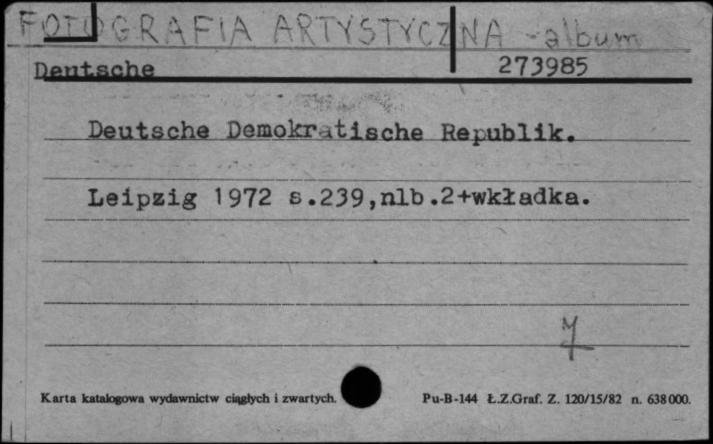 FOTOGRAFIA ARTYSTYCZNA - album
Deutsche 273985
Deutsche Demokratische Republik.
Leipzig 1972 s.239,nlb.2+wkładka.
Karta katalogowa wydawnictw ciągłych i zwartych. Pu-B-144 Ł.Z.Graf. Z. 120/15/82 n. 638000.